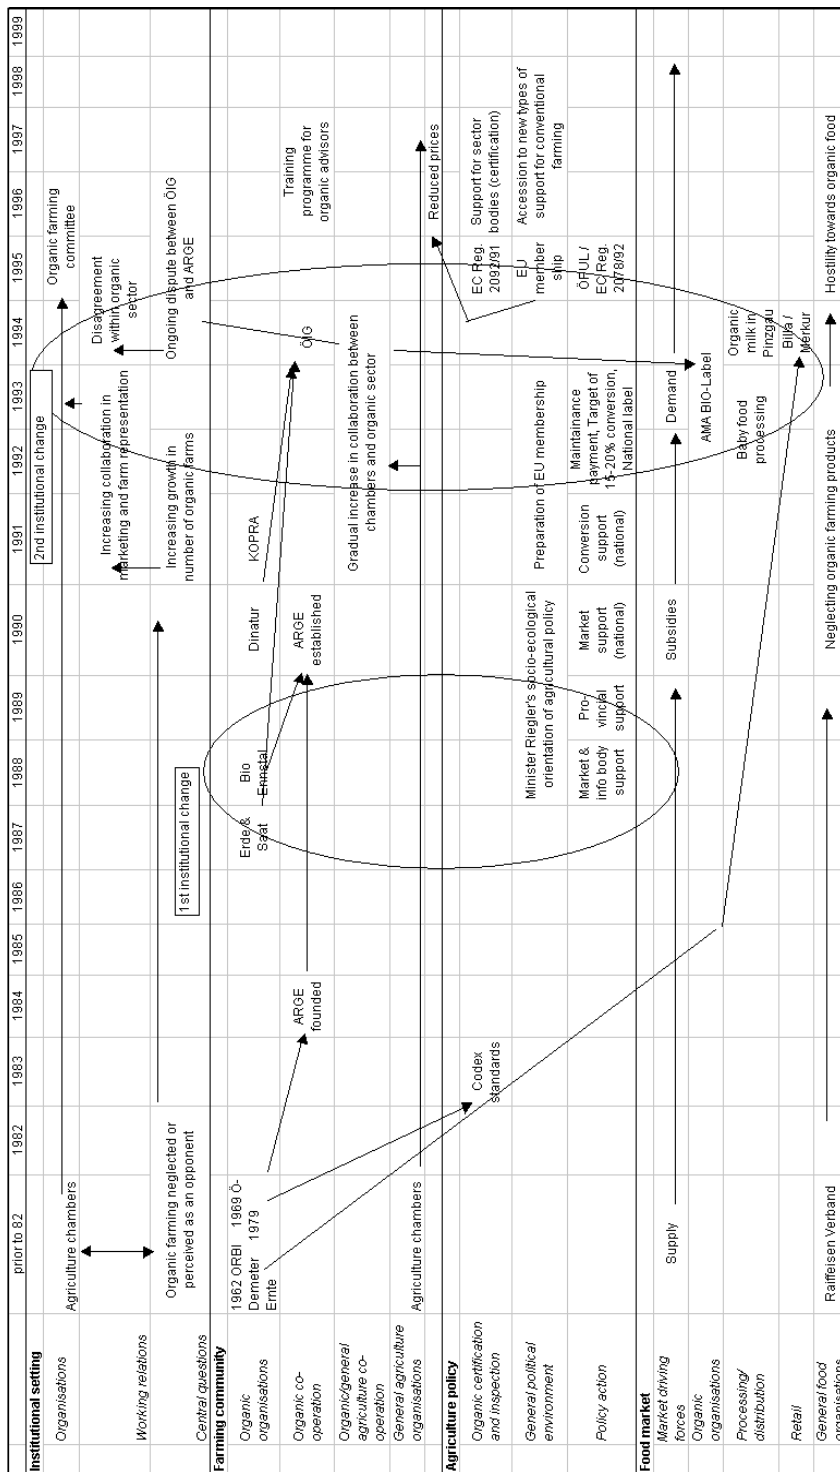 prior to 82
1982
1983
1984
1985
1986
1987
1988
1989
1990
1991
1992
1993
1994
1995
1996
1997
1998
1999
Institutional setting
Organisations
Agriculture chambers
2nd institutional change
Organic farming
committee
Working relations
Increasing collaboration in
marketing and farm representation
Disagreement
within organic
sector
Central questions
Organic farming neglected or
perceived as an opponent
1st institutional change
Increasing growth in
number of organic farms
Ongoing dispute between ÖIG
and ARGE
Farming community
Organic
organisations
1962 ORBI 1969 Ö-
Demeter 1979
Ernte
Erde &
Saat
Bio
Ennstal
Dinatur
KOPRA
Organic co-
operation
ARGE
founded
ARGE
established
ÖIG
Training
programme for
organic advisors
Organic/general
agriculture co-
operation
Gradual increase in collaboration between
chambers and organic sector
General agriculture
organisations
Agriculture chambers
Reduced prices
Agriculture policy
Organic certification
and Inspection
Codex
standards
EC Reg.
2092/91
Support for sector
bodies (certification)
General political
environment
Minister Riegler's socio-ecological
orientation of agricultural policy
Preparation of EU membership
EU
member
ship
Accession to new types of
support for conventional
farming
Policy action
Market &
info body
support
Pro-
vincial
support
Market
support
(national)
Conversion
support
(national)
Maintainance
payment, Target of
15-20% conversion,
National label
ÖPUL /
EC Reg.
2078/92
Food market
Market driving
forces
Supply
Subsidies
Demand
Organic
organisations
AMA BIO-Label
Processing/
distribution
Baby food
processing
Organic
milk in
Pinzgau
Retail
Billa /
Merkur
General food
organisations
Raiffeisen Verband
Neglecting organic farming products
Hostility towards organic food